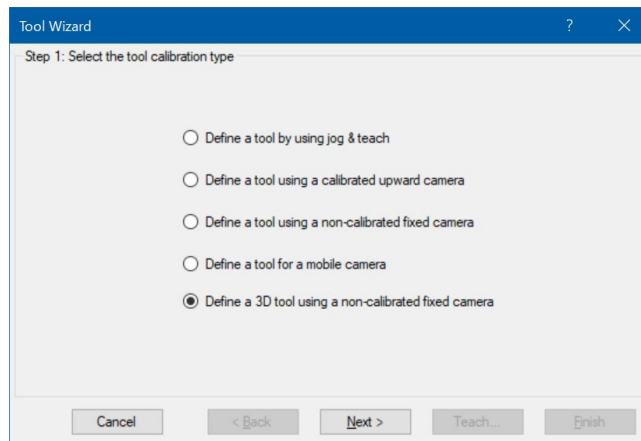 Tool Wizard
?
Step 1: Select the tool calibration type
Define a tool by using jog & teach
Define a tool using a calibrated upward camera
Define a tool using a non-calibrated fixed camera
Define a tool for a mobile camera
Define a 3D tool using a non-calibrated fixed camera
Cancel < Back Next > Teach... Finish